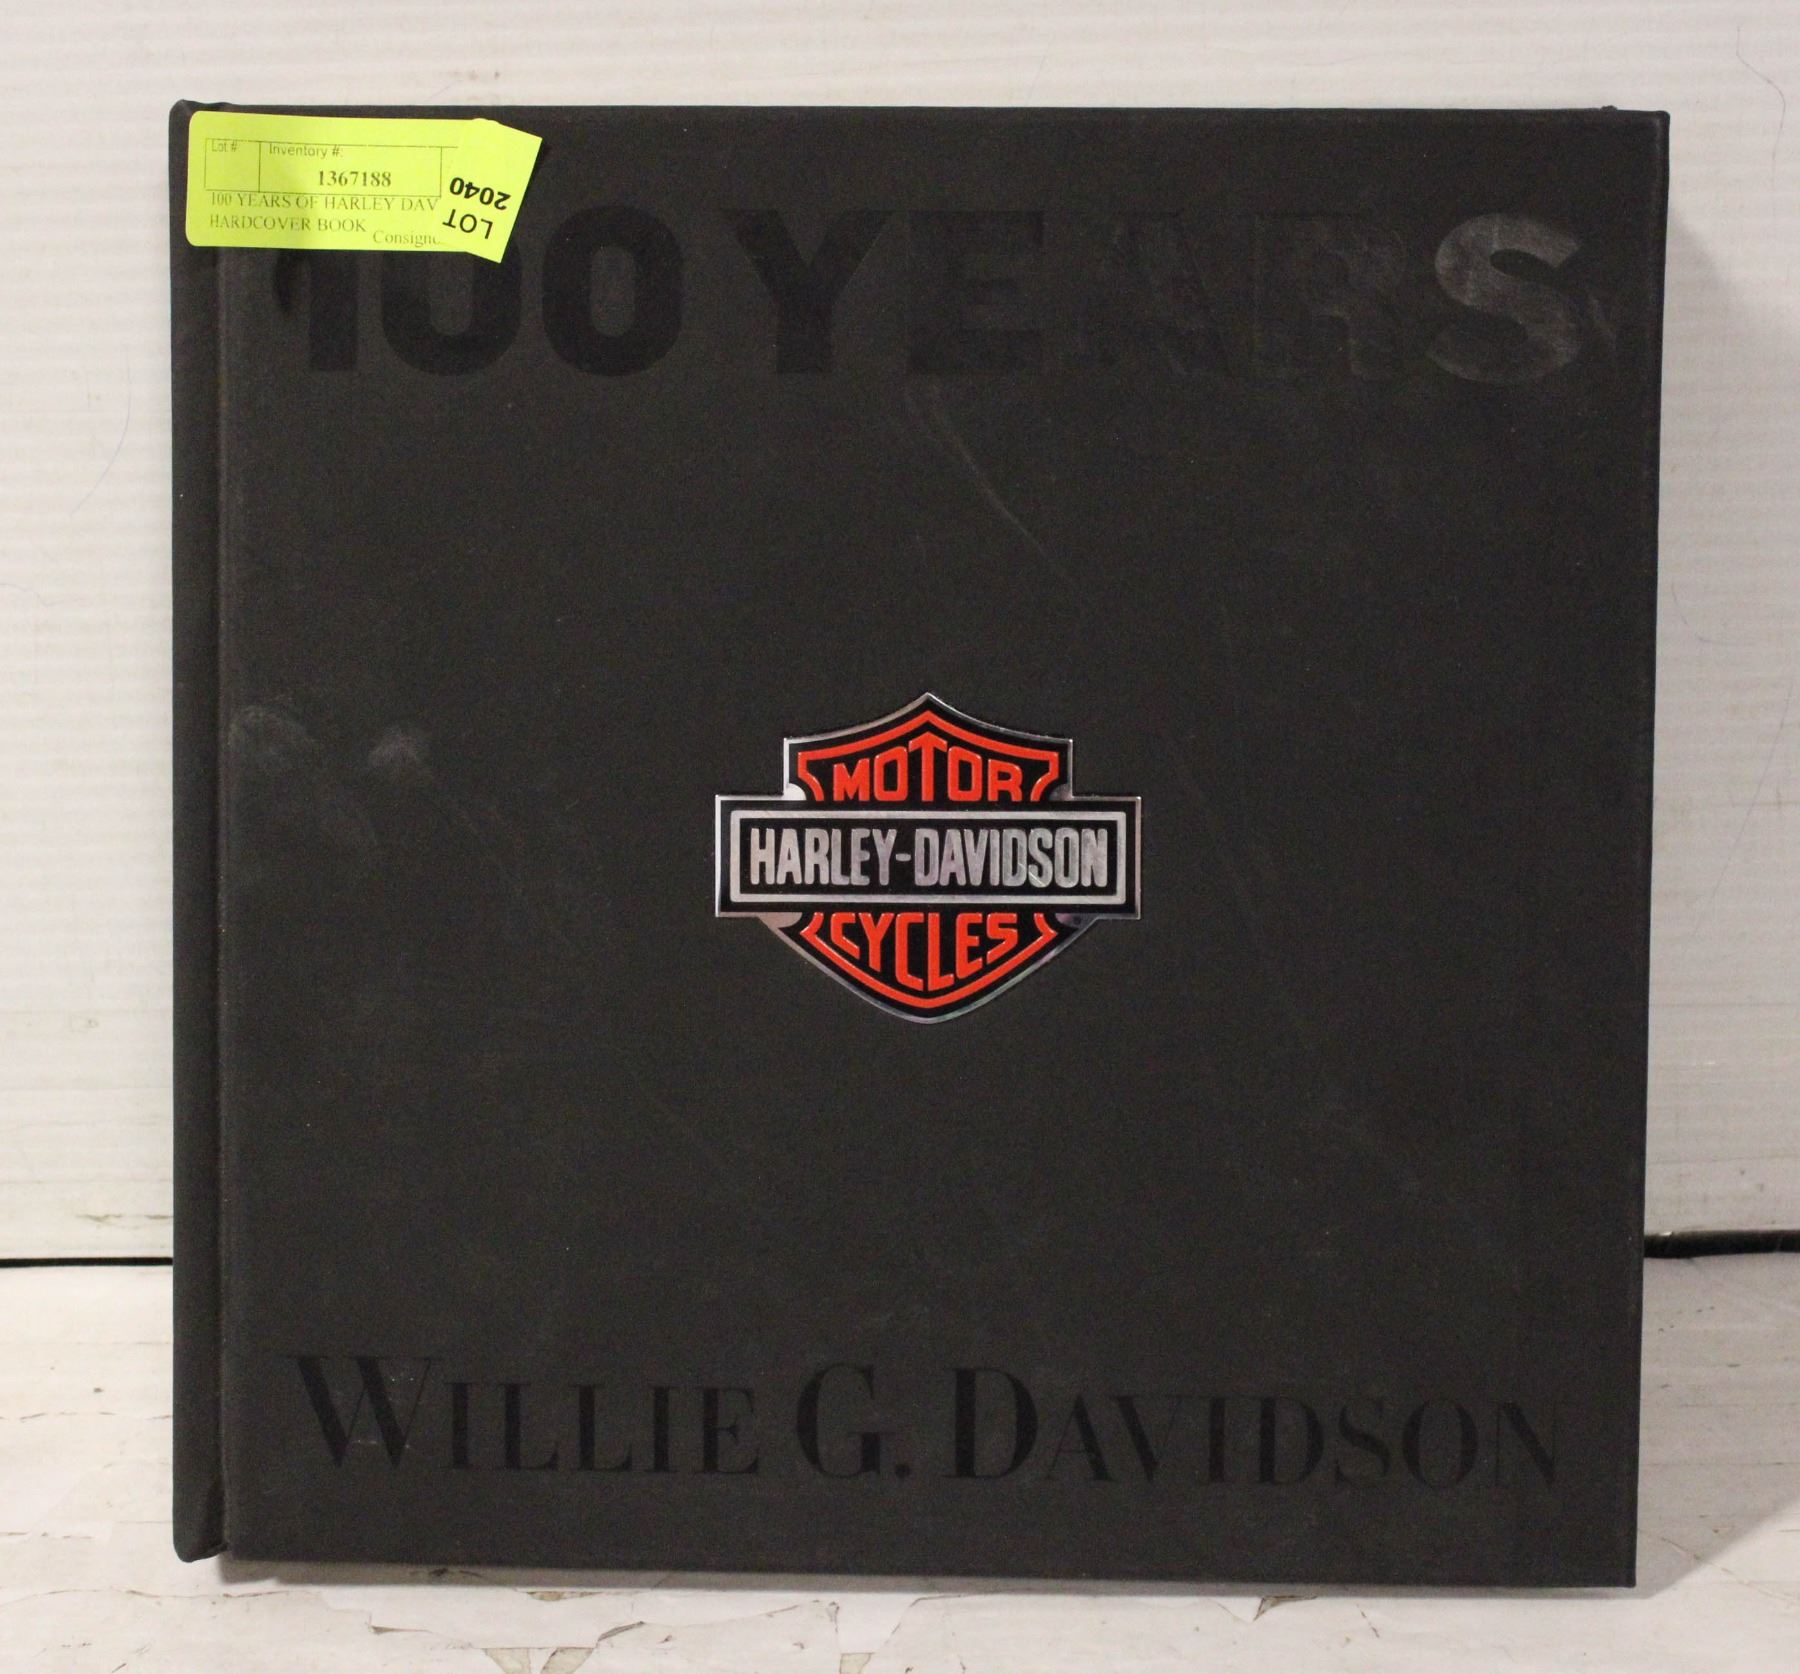 Lot # Inventory #:
1367188
100 YEARS OF HARLEY DAV
HARDCOVER BOOK
LOT
2040
100 YEARS
MOTOR
HARLEY-DAVIDSON
CYCLES
WILLIE G. DAVIDSON